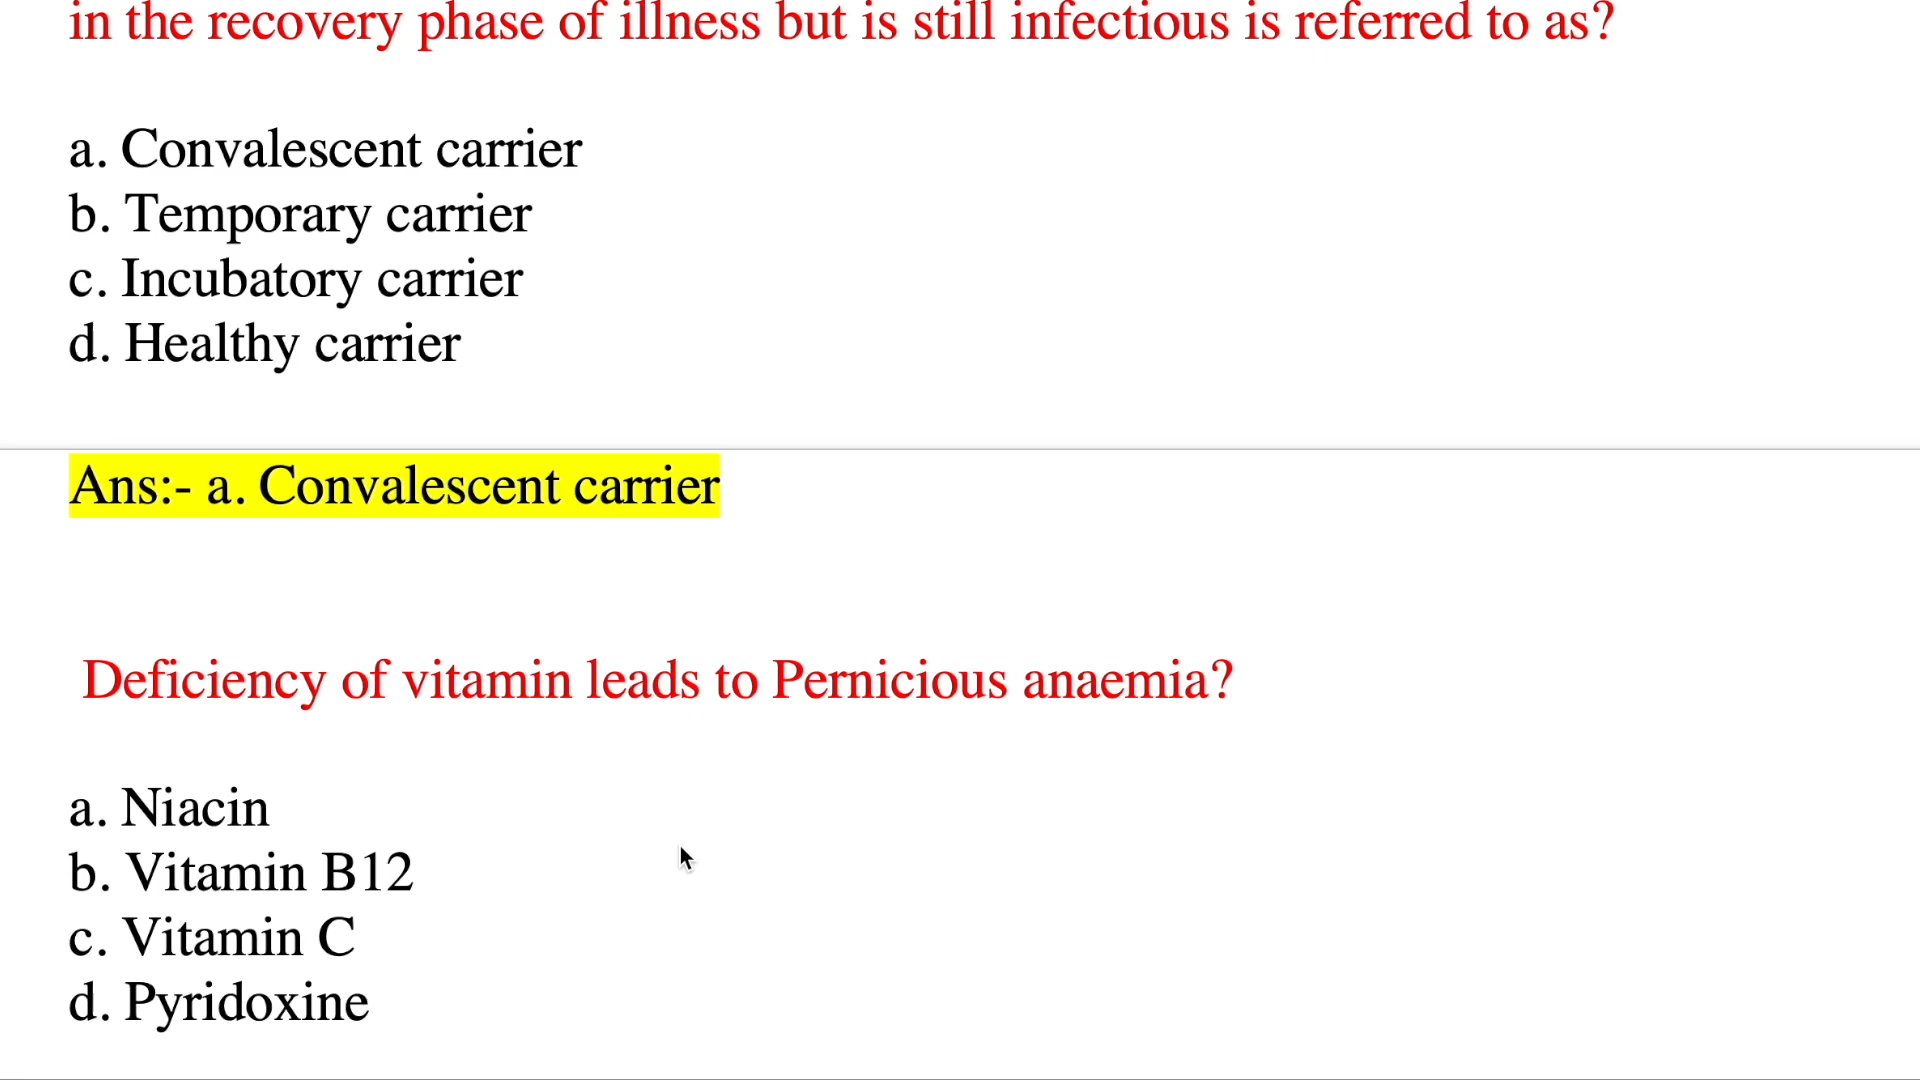 in the recovery phase of illness but is still infectious is referred to as?
a. Convalescent carrier
b. Temporary carrier
c. Incubatory carrier
d. Healthy carrier
Ans:- a. Convalescent carrier
Deficiency of vitamin leads to Pernicious anaemia?
a. Niacin
b. Vitamin B12
c. Vitamin C
d. Pyridoxine